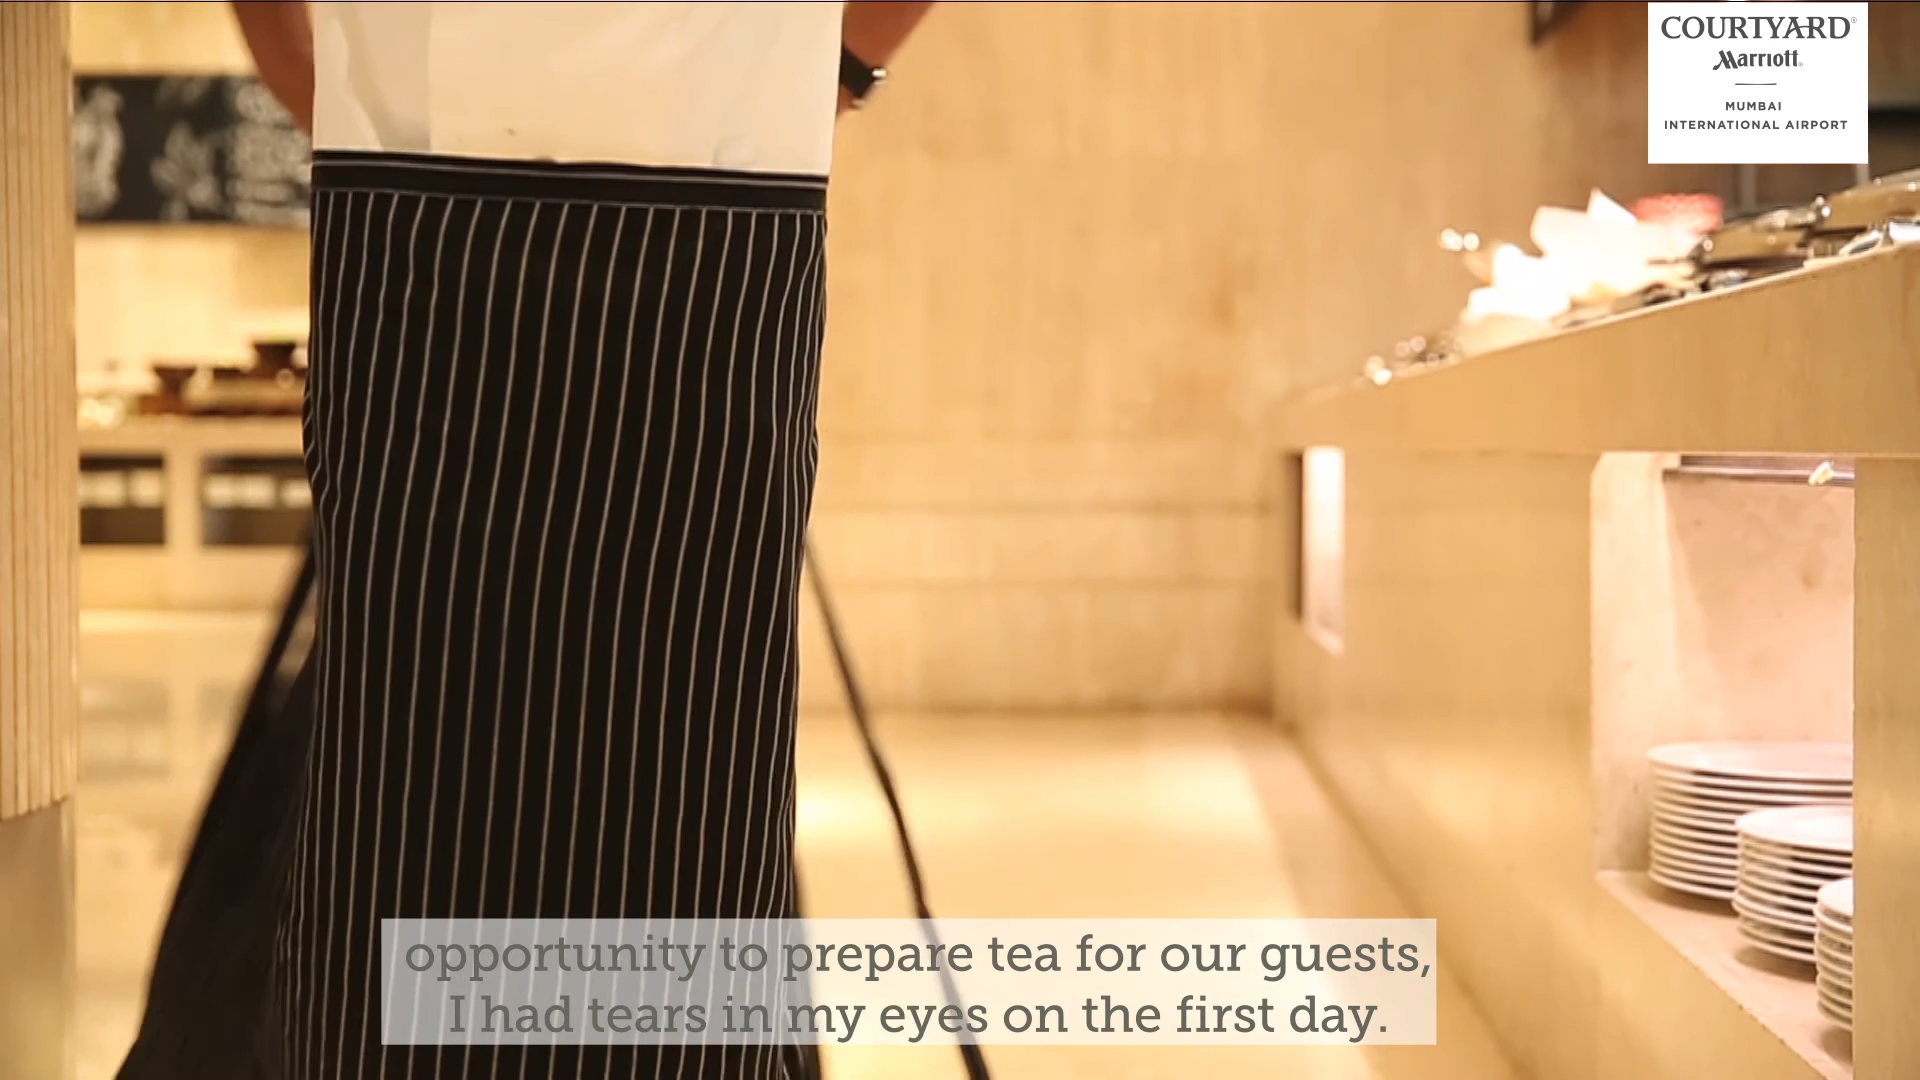 COURTYARD®
Marriott®
MUMBAI
INTERNATIONAL AIRPORT
opportunity to prepare tea for our guests,
I had tears in my eyes on the first day.